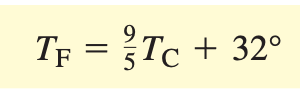 T_F = 9/5 T_C + 32°